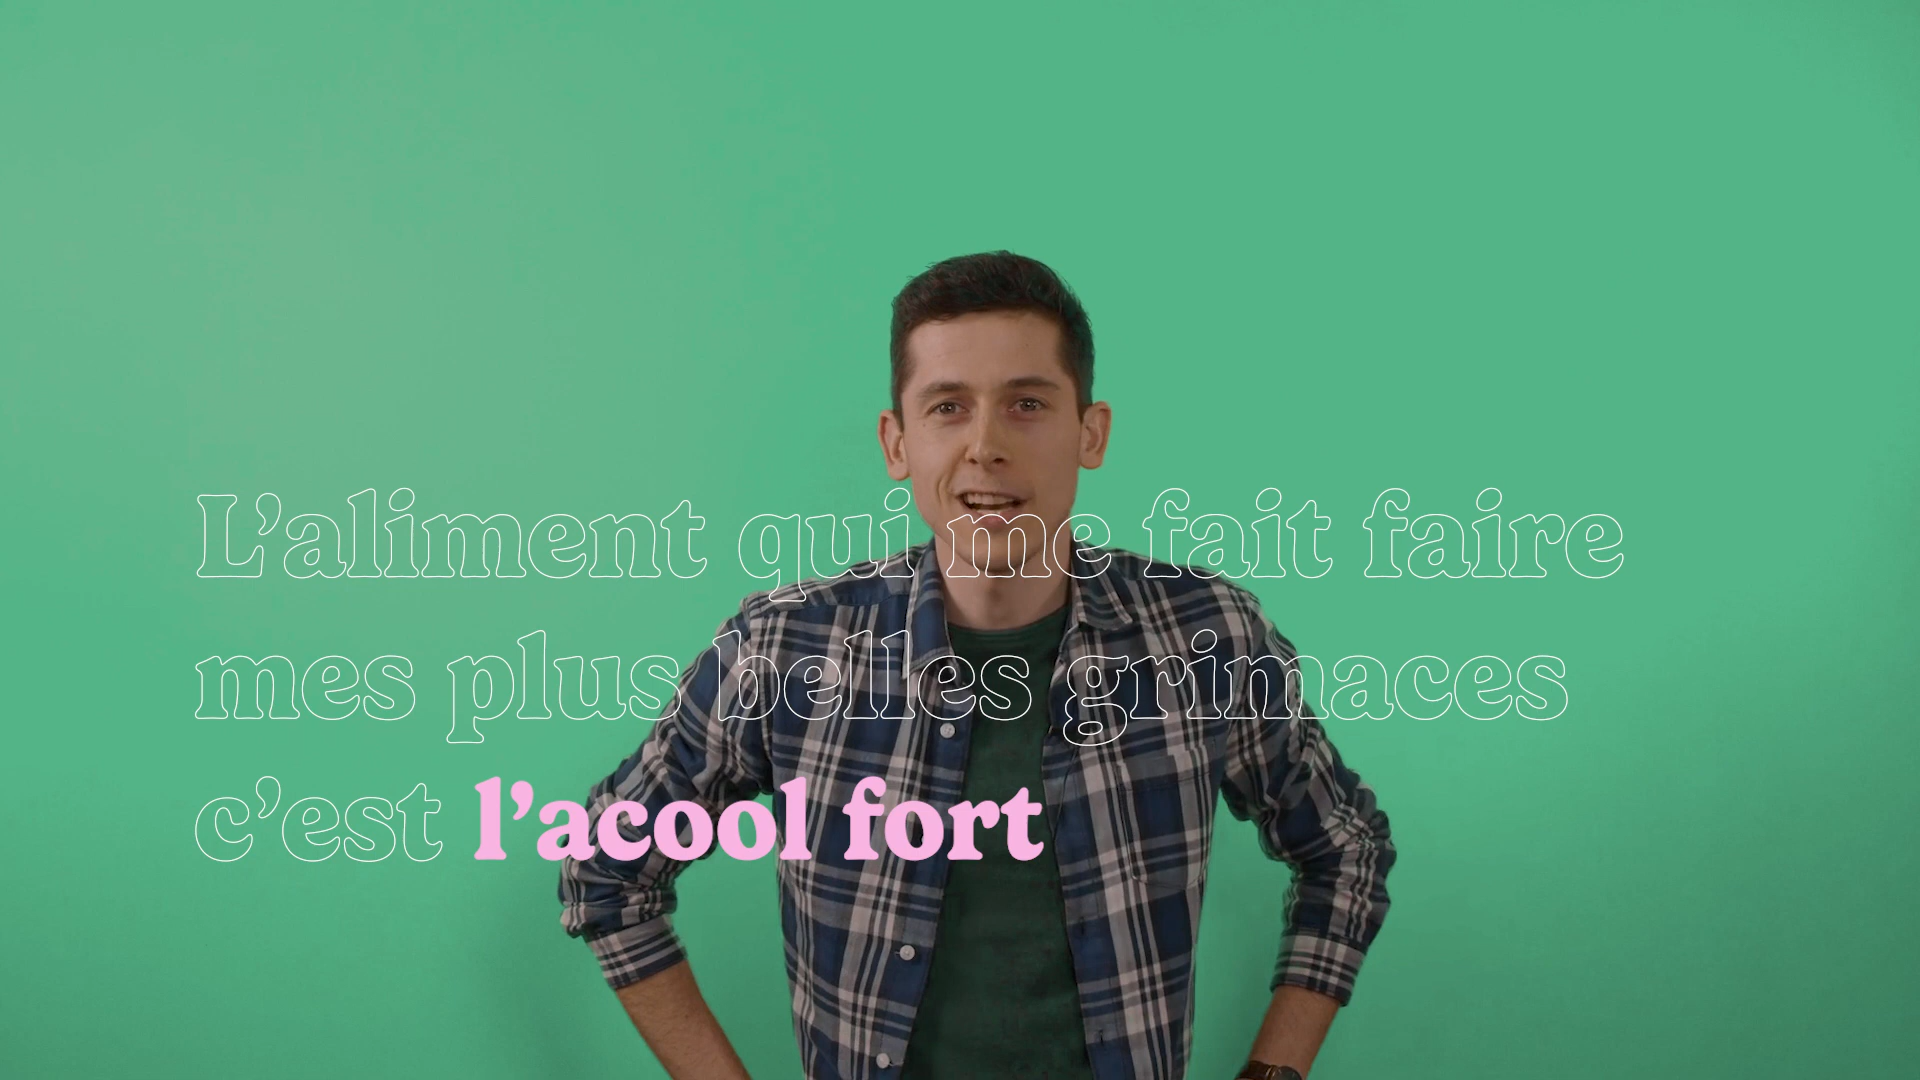 L’aliment qui me fait faire
mes plus belles grimaces
c’est l’acool fort